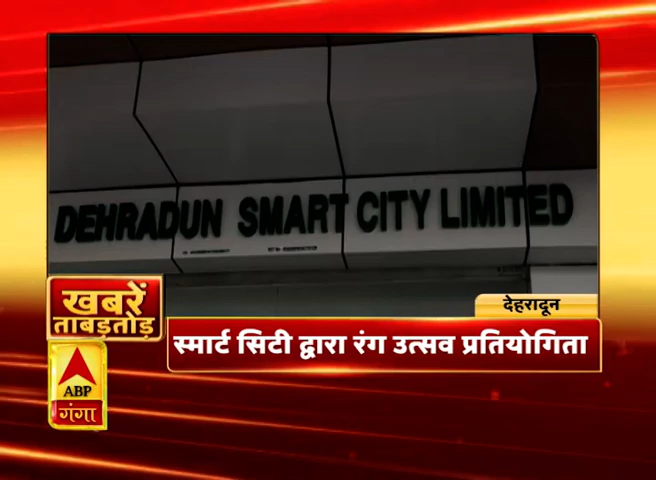 DEHRADUN SMART CITY LIMITED
देहरादून
खबरें
ताबड़तोड़
स्मार्ट सिटी द्वारा रंग उत्सव प्रतियोगिता
ABP
गंगा